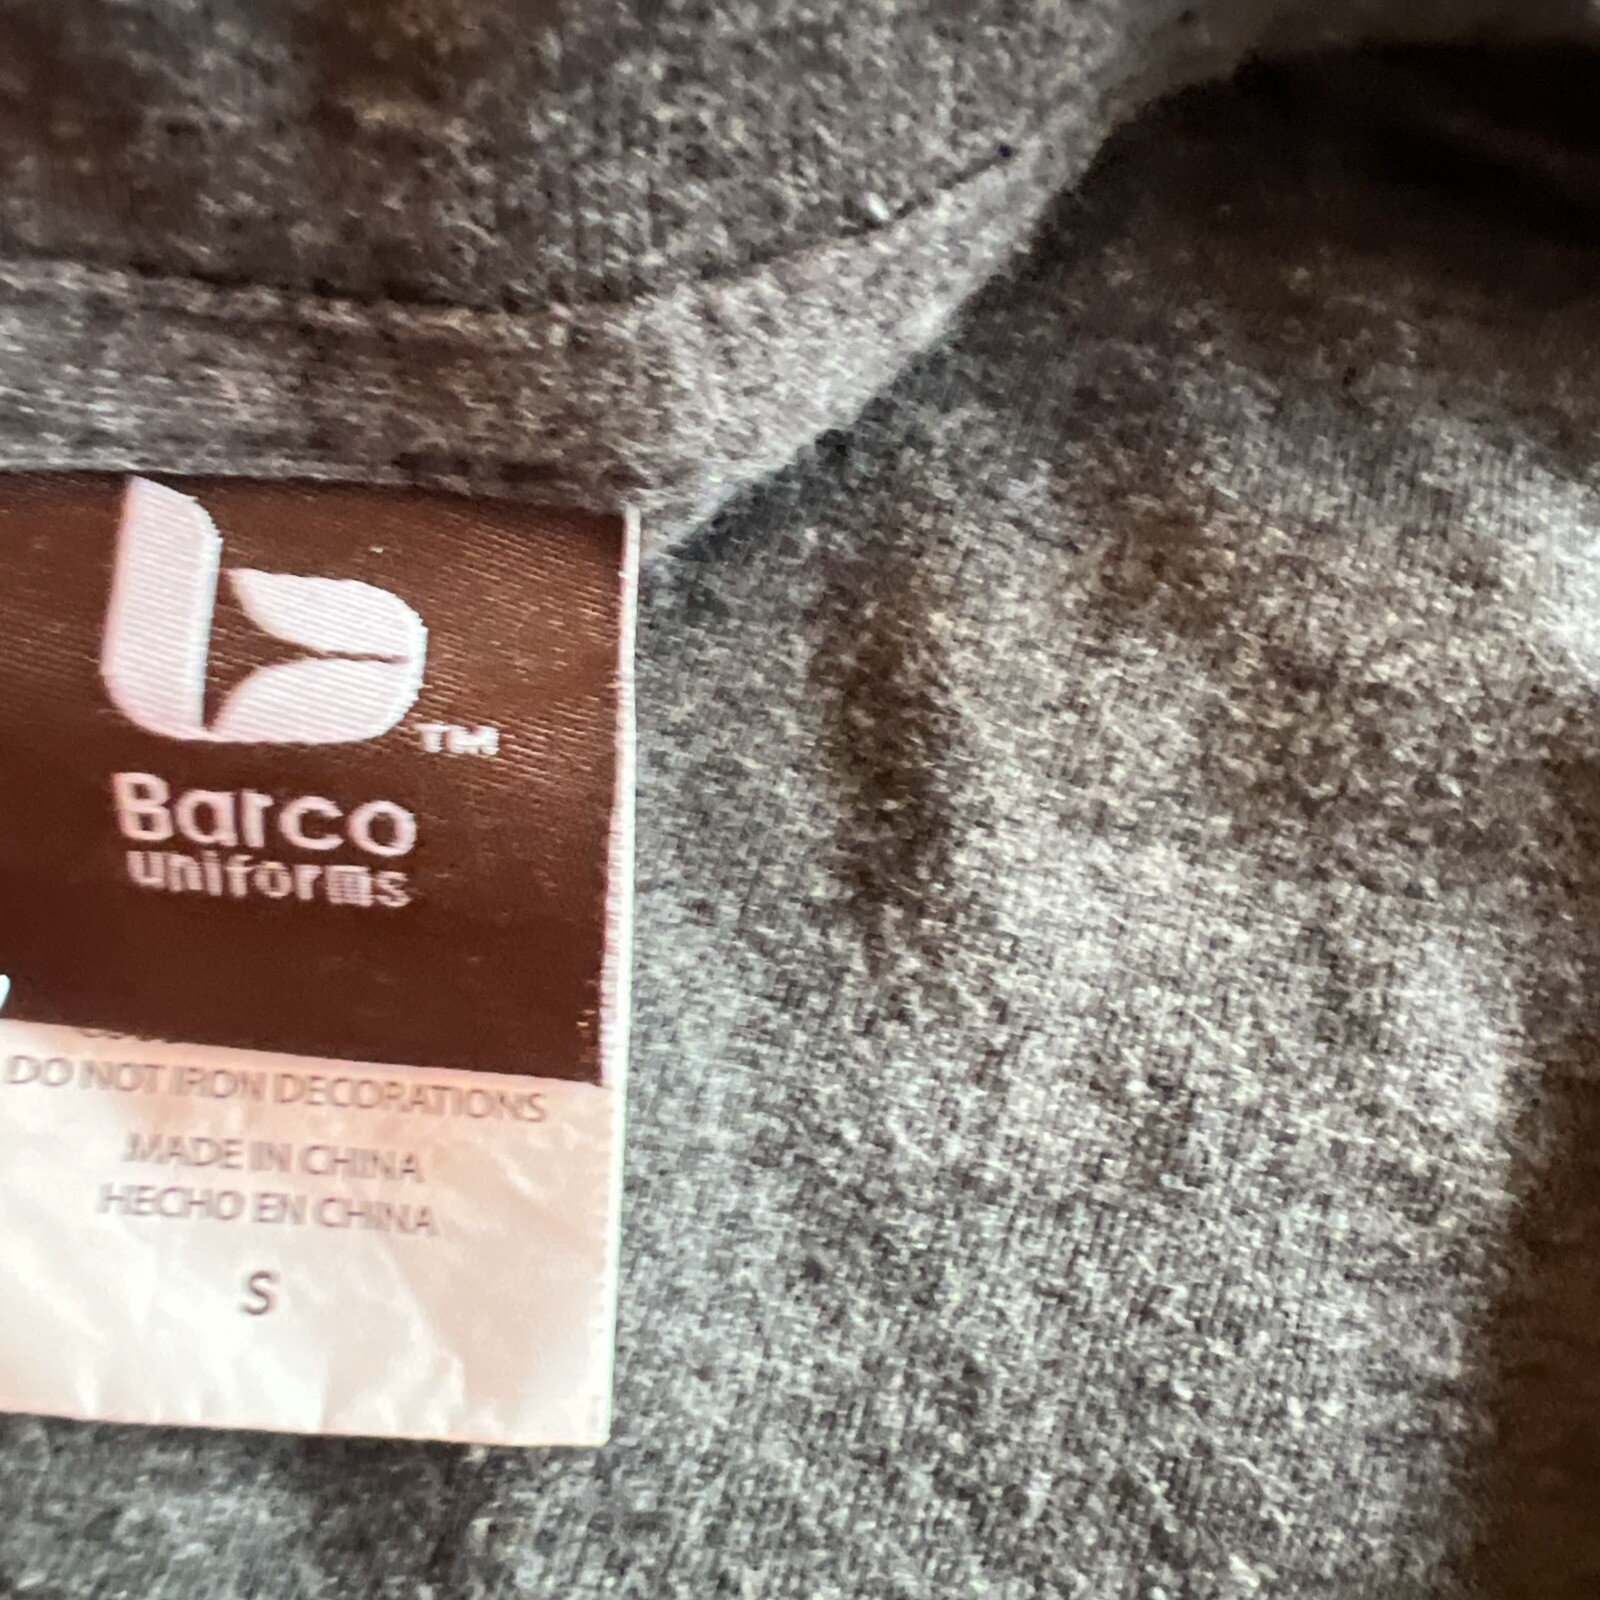 TM
Barco
uniforms
DO NOT IRON DECORATIONS
MADE IN CHINA
HECHO EN CHINA
S